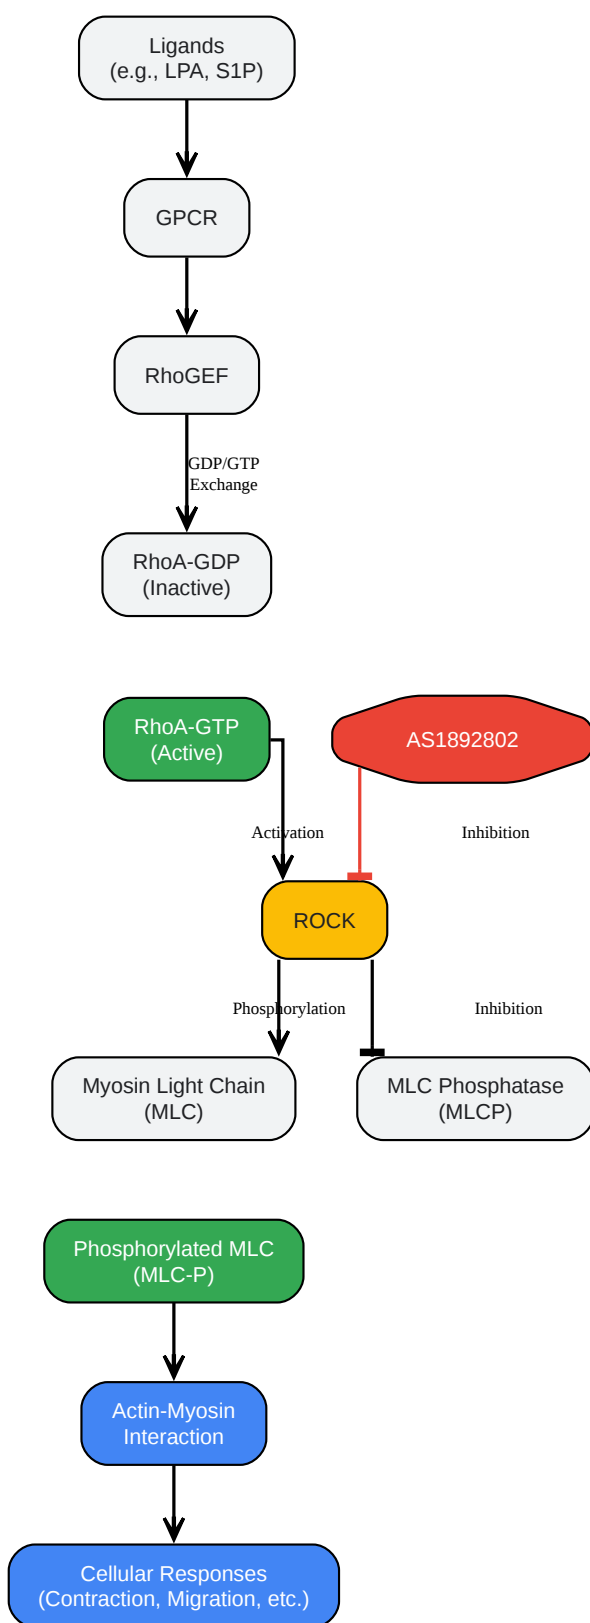 Ligands
(e.g., LPA, S1P)
GPCR
RhoGEF
GDP/GTP
Exchange
RhoA-GDP
(Inactive)
RhoA-GTP
(Active)
AS1892802
Activation
Inhibition
ROCK
Phosphorylation
Inhibition
Myosin Light Chain
(MLC)
MLC Phosphatase
(MLCP)
Phosphorylated MLC
(MLC-P)
Actin-Myosin
Interaction
Cellular Responses
(Contraction, Migration, etc.)